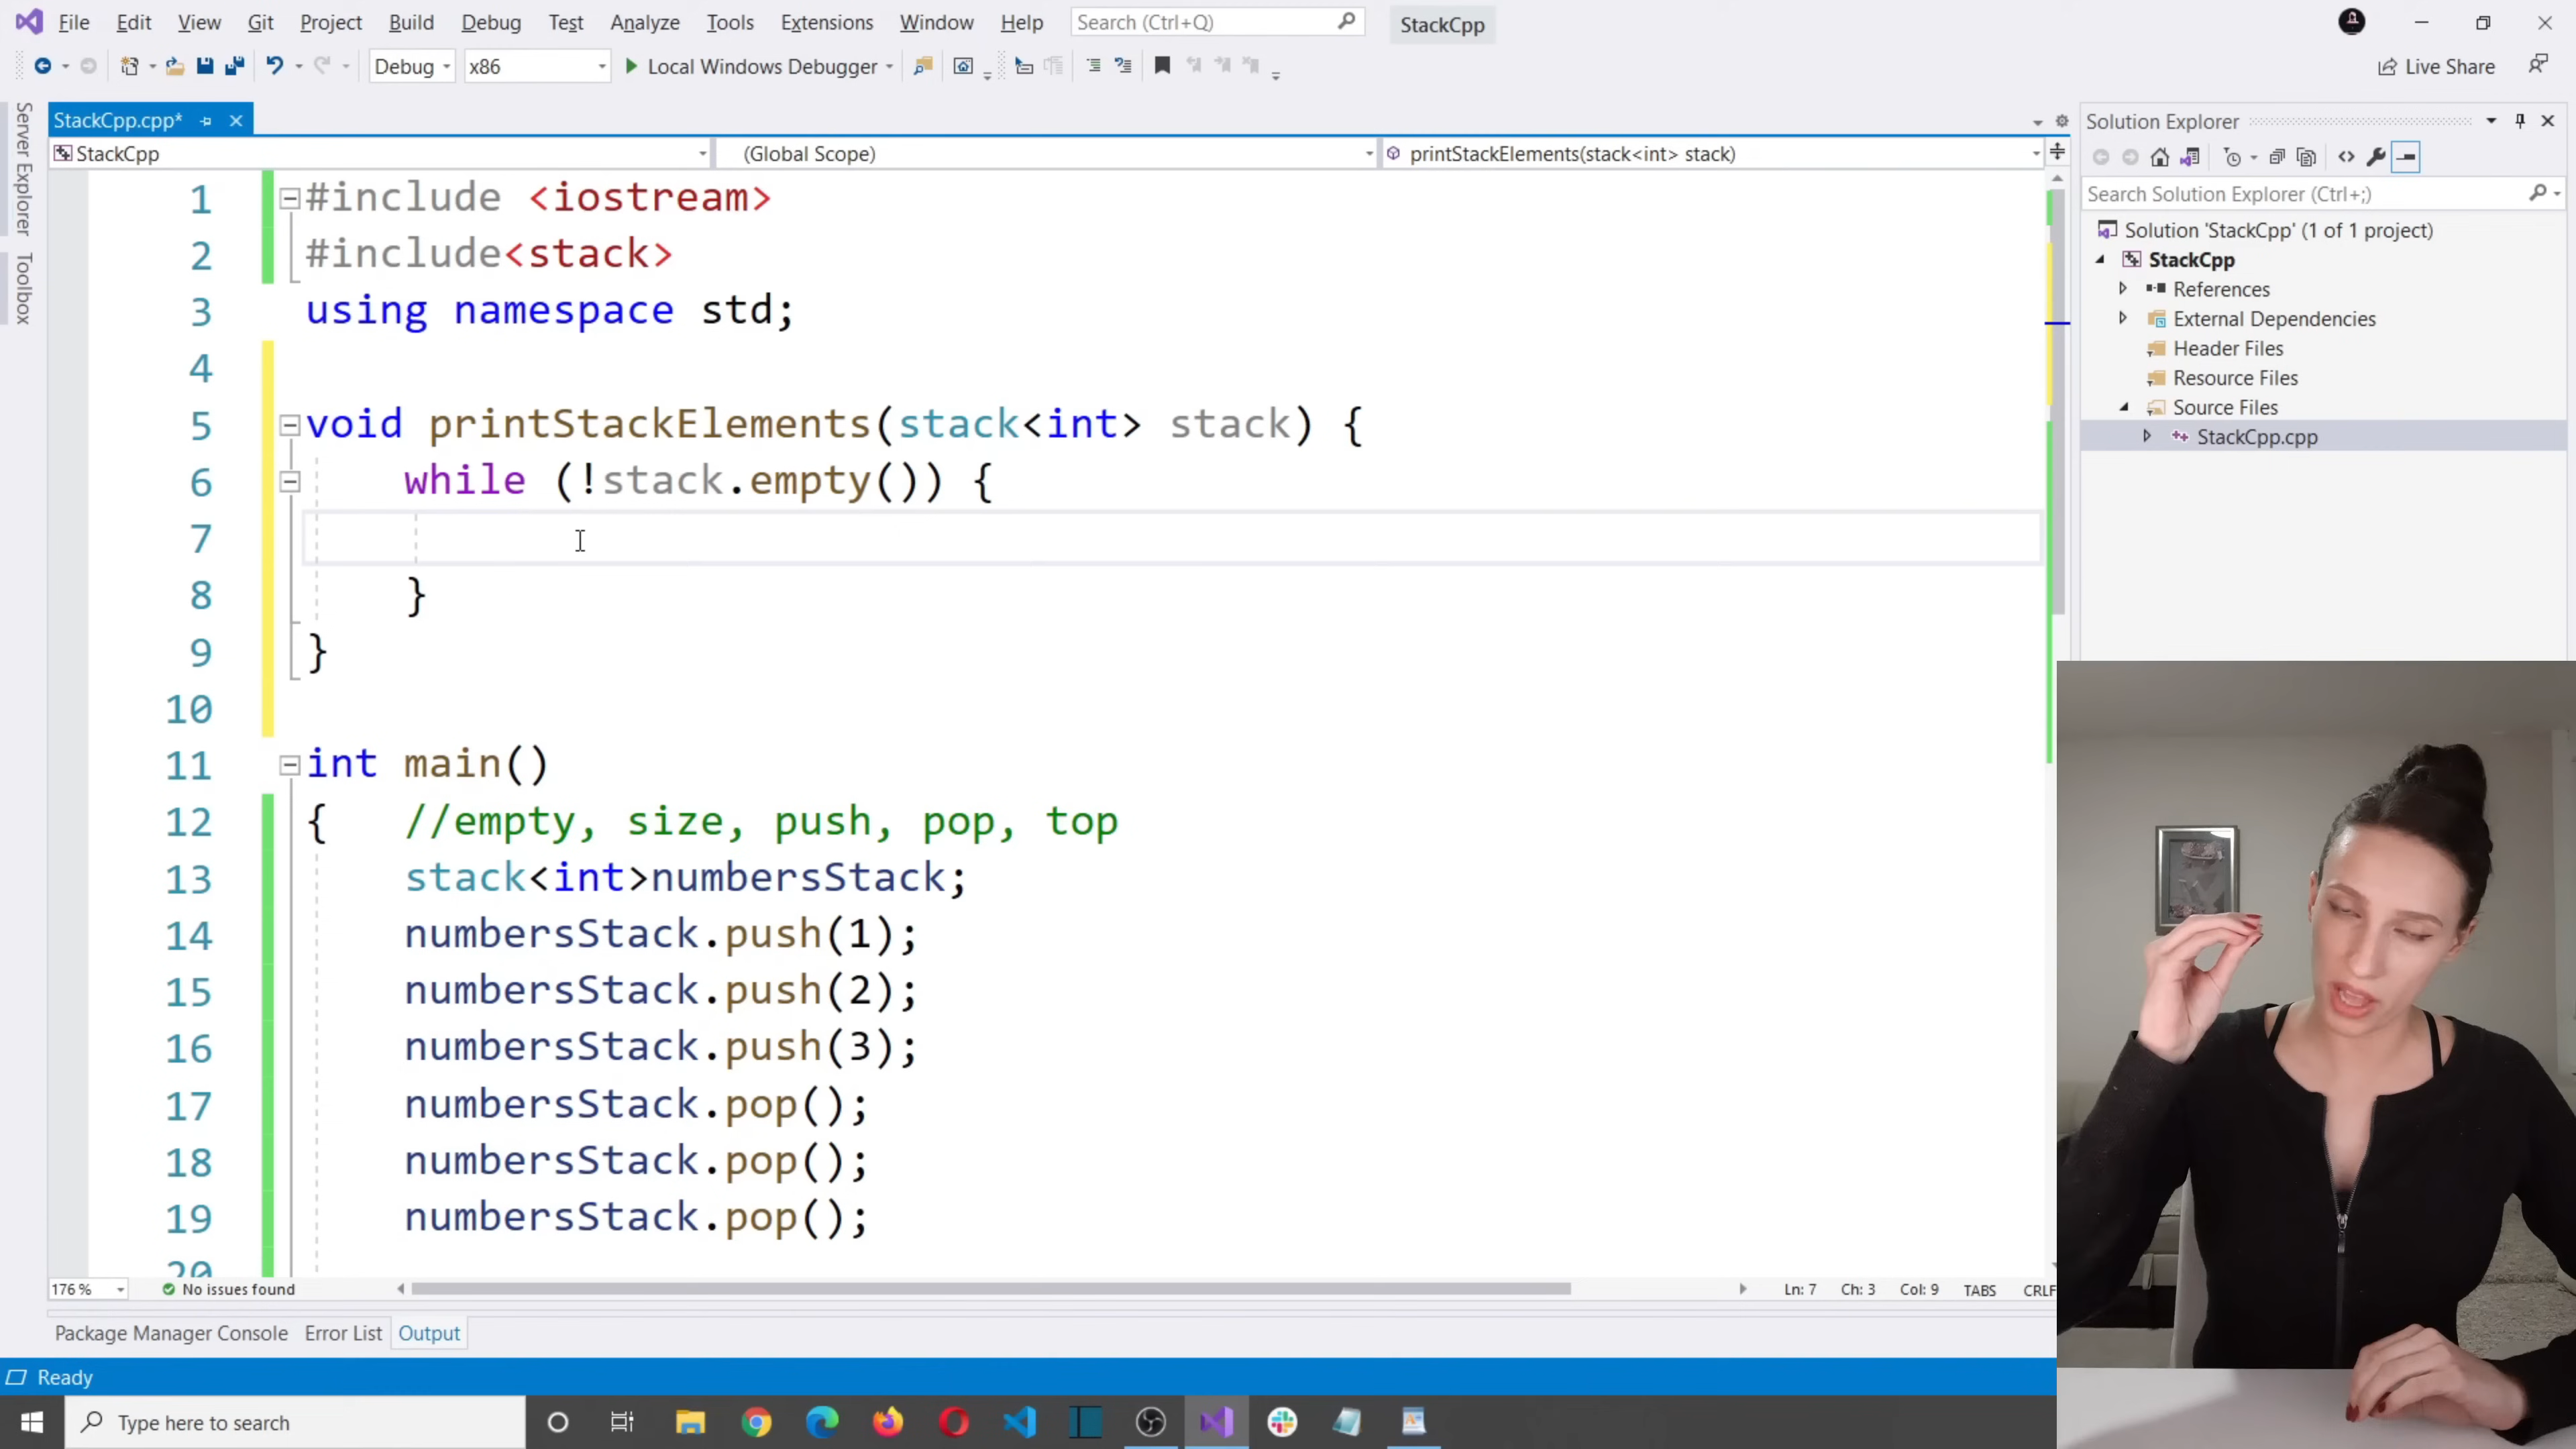 File Edit View Git Project Build Debug Test Analyze Tools Extensions Window Help Search (Ctrl+Q) StackCpp
Debug x86 Local Windows Debugger Live Share
Server Explorer
Toolbox
StackCpp.cpp*
StackCpp (Global Scope) printStackElements(stack<int> stack)
1 #include <iostream>
2 #include<stack>
3 using namespace std;
4
5 void printStackElements(stack<int> stack) {
6 while (!stack.empty()) {
7
8 }
9 }
10
11 int main()
12 { //empty, size, push, pop, top
13 stack<int>numbersStack;
14 numbersStack.push(1);
15 numbersStack.push(2);
16 numbersStack.push(3);
17 numbersStack.pop();
18 numbersStack.pop();
19 numbersStack.pop();
20
176 % No issues found Ln: 7 Ch: 3 Col: 9 TABS CRLF
Package Manager Console Error List Output
Solution Explorer
Search Solution Explorer (Ctrl+;)
Solution 'StackCpp' (1 of 1 project)
StackCpp
References
External Dependencies
Header Files
Resource Files
Source Files
StackCpp.cpp
Ready
Type here to search